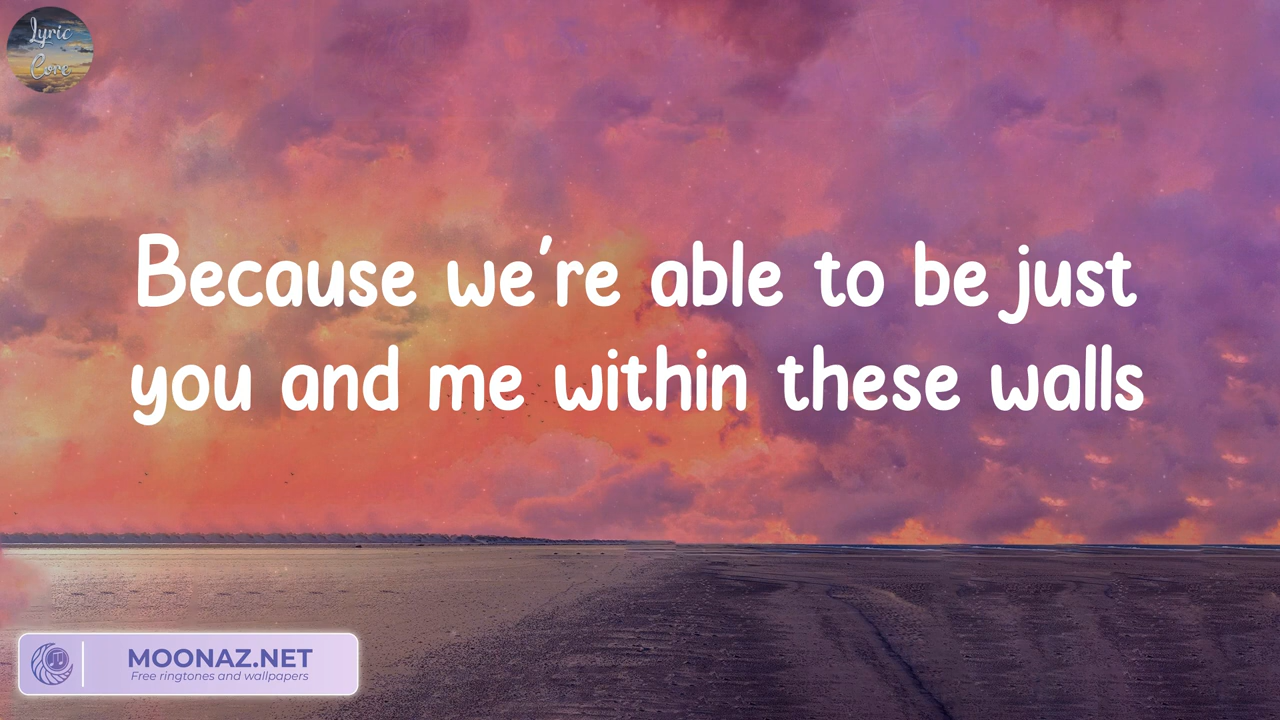 Lyric
Core
Because we're able to be just
you and me within these walls
MOONAZ.NET
Free ringtones and wallpapers